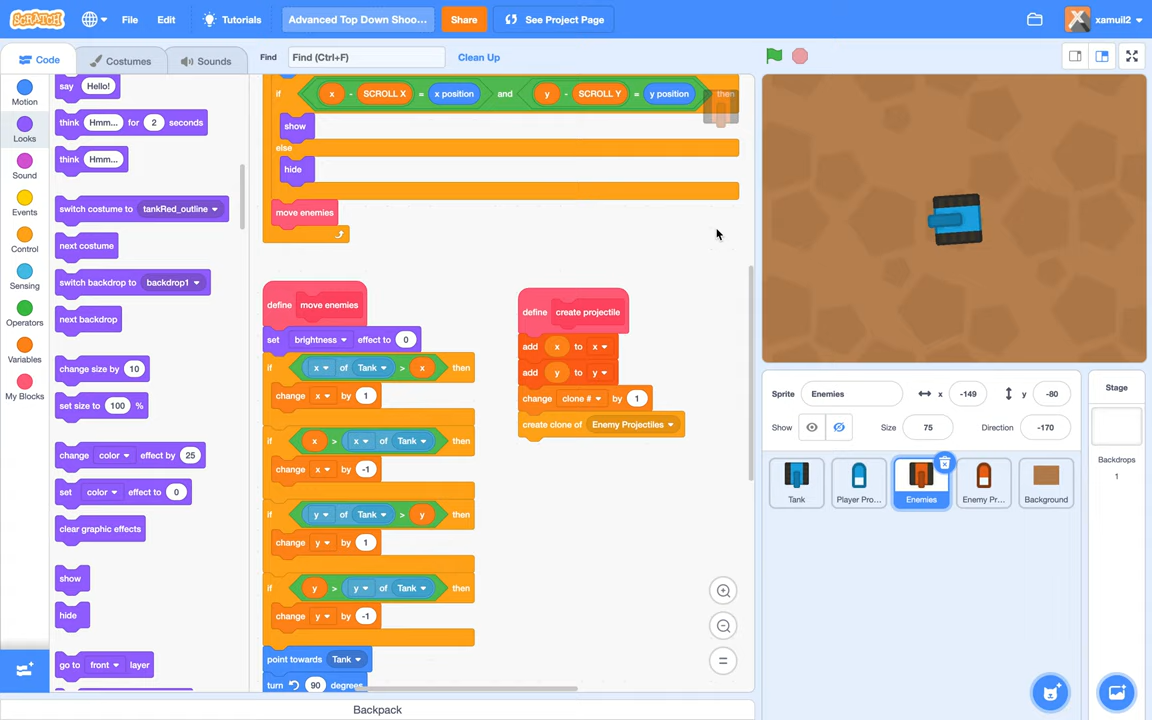 SCRATCH File Edit Tutorials Advanced Top Down Shoo... Share See Project Page xamuil2
Code Costumes Sounds Find Find (Ctrl+F) Clean Up
Motion
Looks
Sound
Events
Control
Sensing
Operators
Variables
My Blocks
say Hello!
think Hmm... for 2 seconds
think Hmm...
switch costume to tankRed_outline
next costume
switch backdrop to backdrop1
next backdrop
change size by 10
set size to 100 %
change color effect by 25
set color effect to 0
clear graphic effects
show
hide
go to front layer
if x - SCROLL X = x position and y - SCROLL Y = y position then
show
else
hide
move enemies
define move enemies
set brightness effect to 0
if x of Tank > x then
change x by 1
if x > x of Tank then
change x by -1
if y of Tank > y then
change y by 1
if y > y of Tank then
change y by -1
point towards Tank
turn 90 degrees
define create projectile
add x to x
add y to y
change clone # by 1
create clone of Enemy Projectiles
Backpack
Sprite Enemies x -149 y -80
Show Size 75 Direction -170
Tank Player Pro... Enemies Enemy Pr... Background
Stage
Backdrops
1